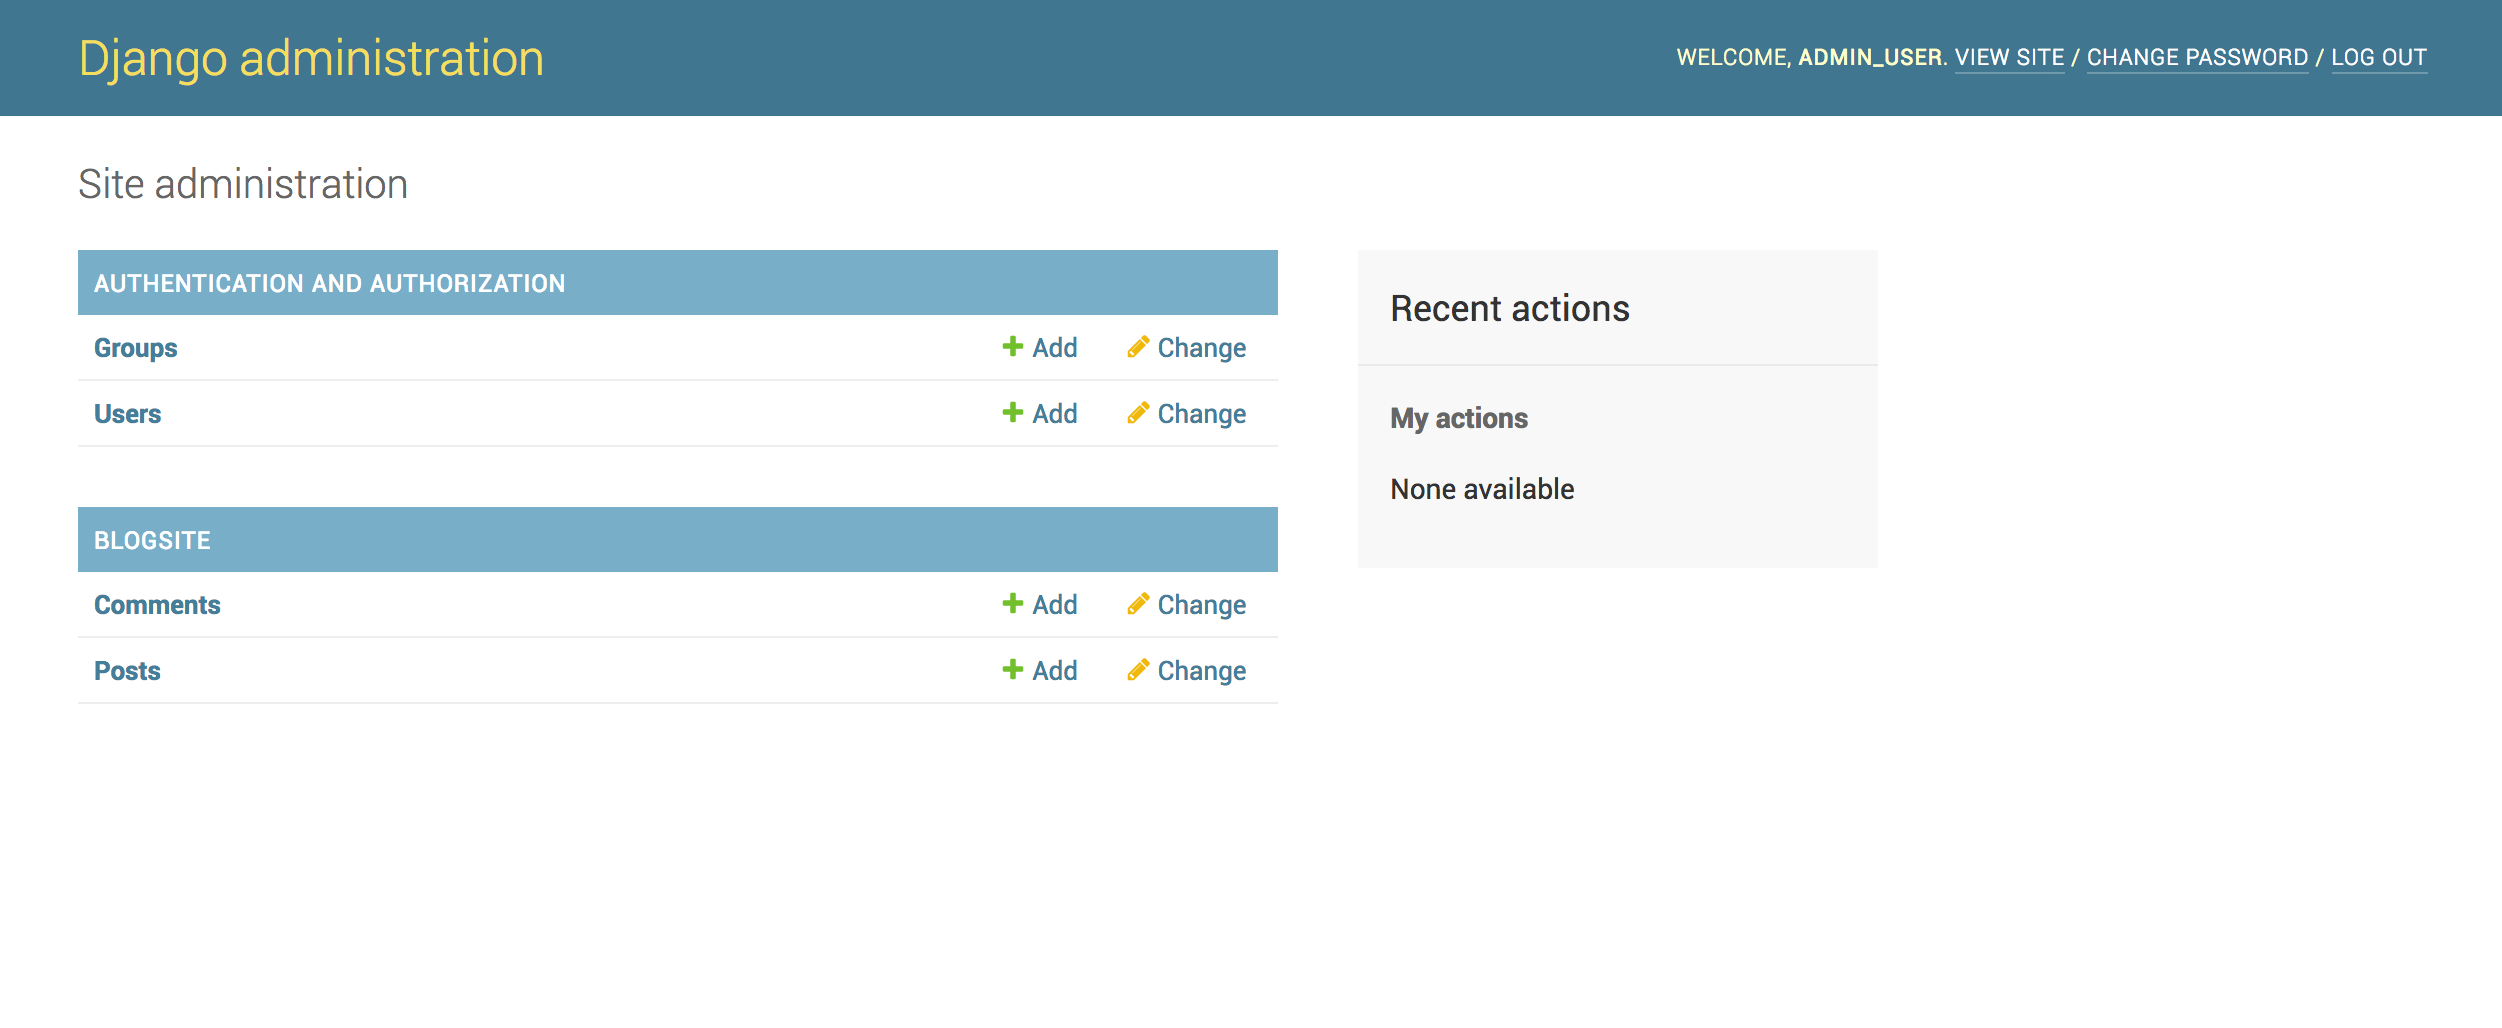 Django administration
WELCOME, ADMIN_USER. VIEW SITE / CHANGE PASSWORD / LOG OUT
Site administration
AUTHENTICATION AND AUTHORIZATION
Groups Add Change
Users Add Change
BLOGSITE
Comments Add Change
Posts Add Change
Recent actions
My actions
None available